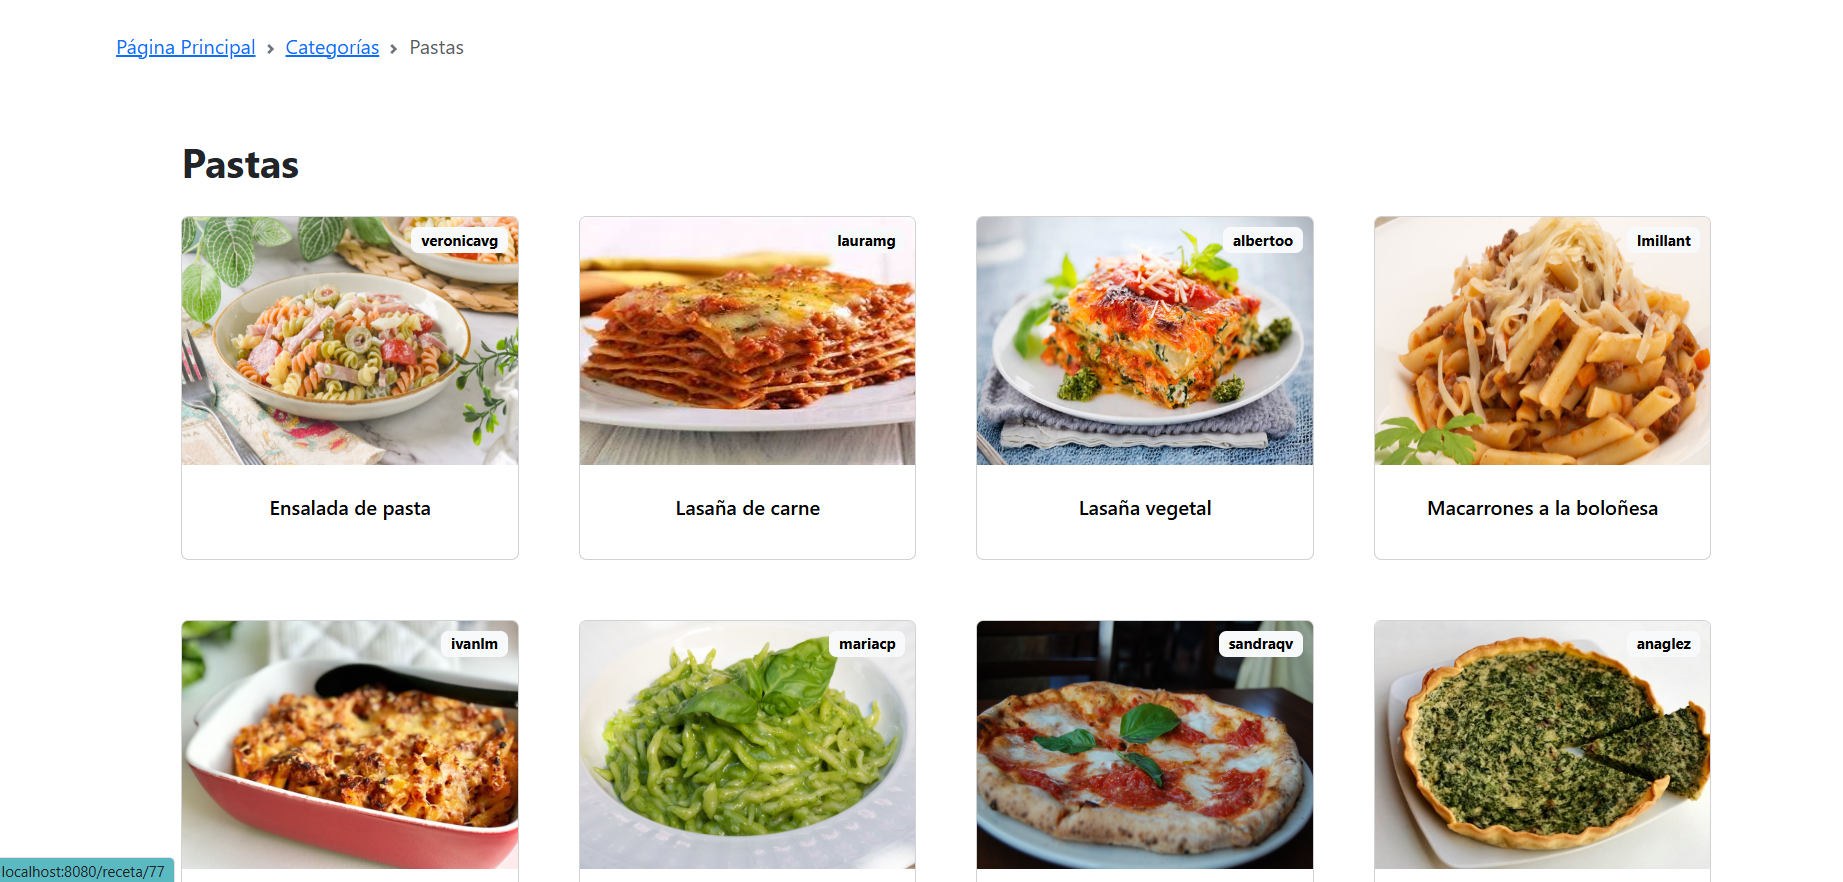 Página Principal > Categorías > Pastas
Pastas
veronicavg
lauramg
albertoo
lmillant
Ensalada de pasta
Lasaña de carne
Lasaña vegetal
Macarrones a la boloñesa
ivanlm
mariacp
sandraqv
anaglez
localhost:8080/receta/77